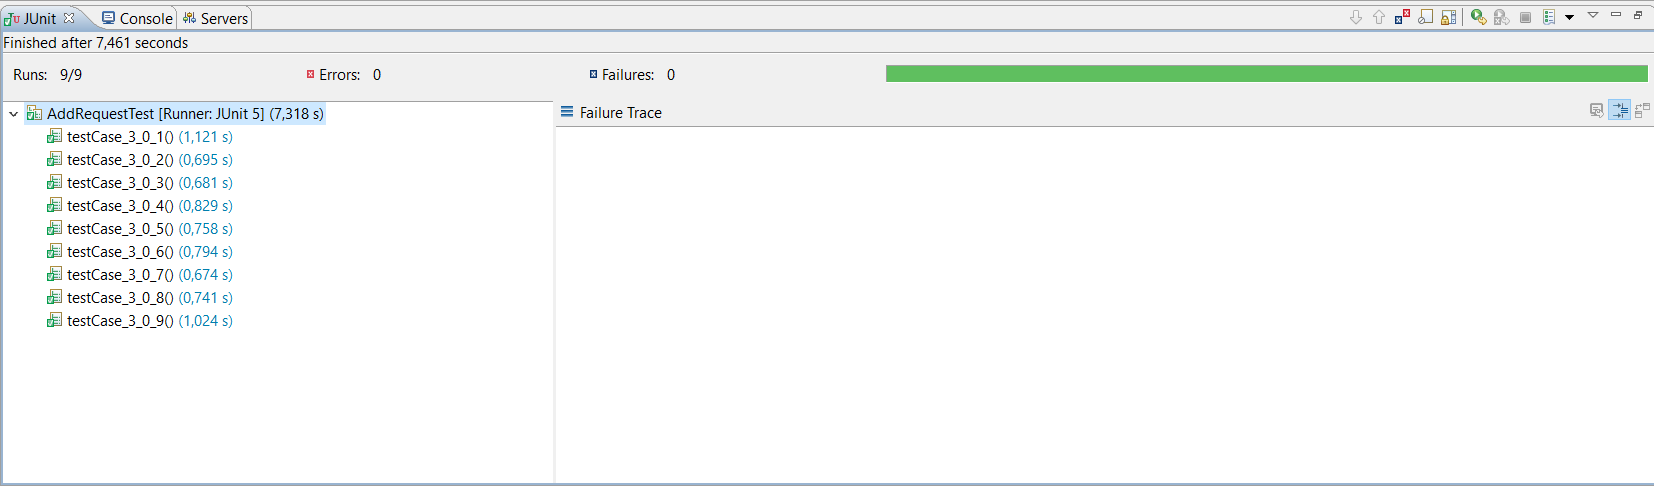 JUnit Console Servers
Finished after 7,461 seconds
Runs: 9/9 Errors: 0 Failures: 0
AddRequestTest [Runner: JUnit 5] (7,318 s)
Failure Trace
testCase_3_0_1() (1,121 s)
testCase_3_0_2() (0,695 s)
testCase_3_0_3() (0,681 s)
testCase_3_0_4() (0,829 s)
testCase_3_0_5() (0,758 s)
testCase_3_0_6() (0,794 s)
testCase_3_0_7() (0,674 s)
testCase_3_0_8() (0,741 s)
testCase_3_0_9() (1,024 s)